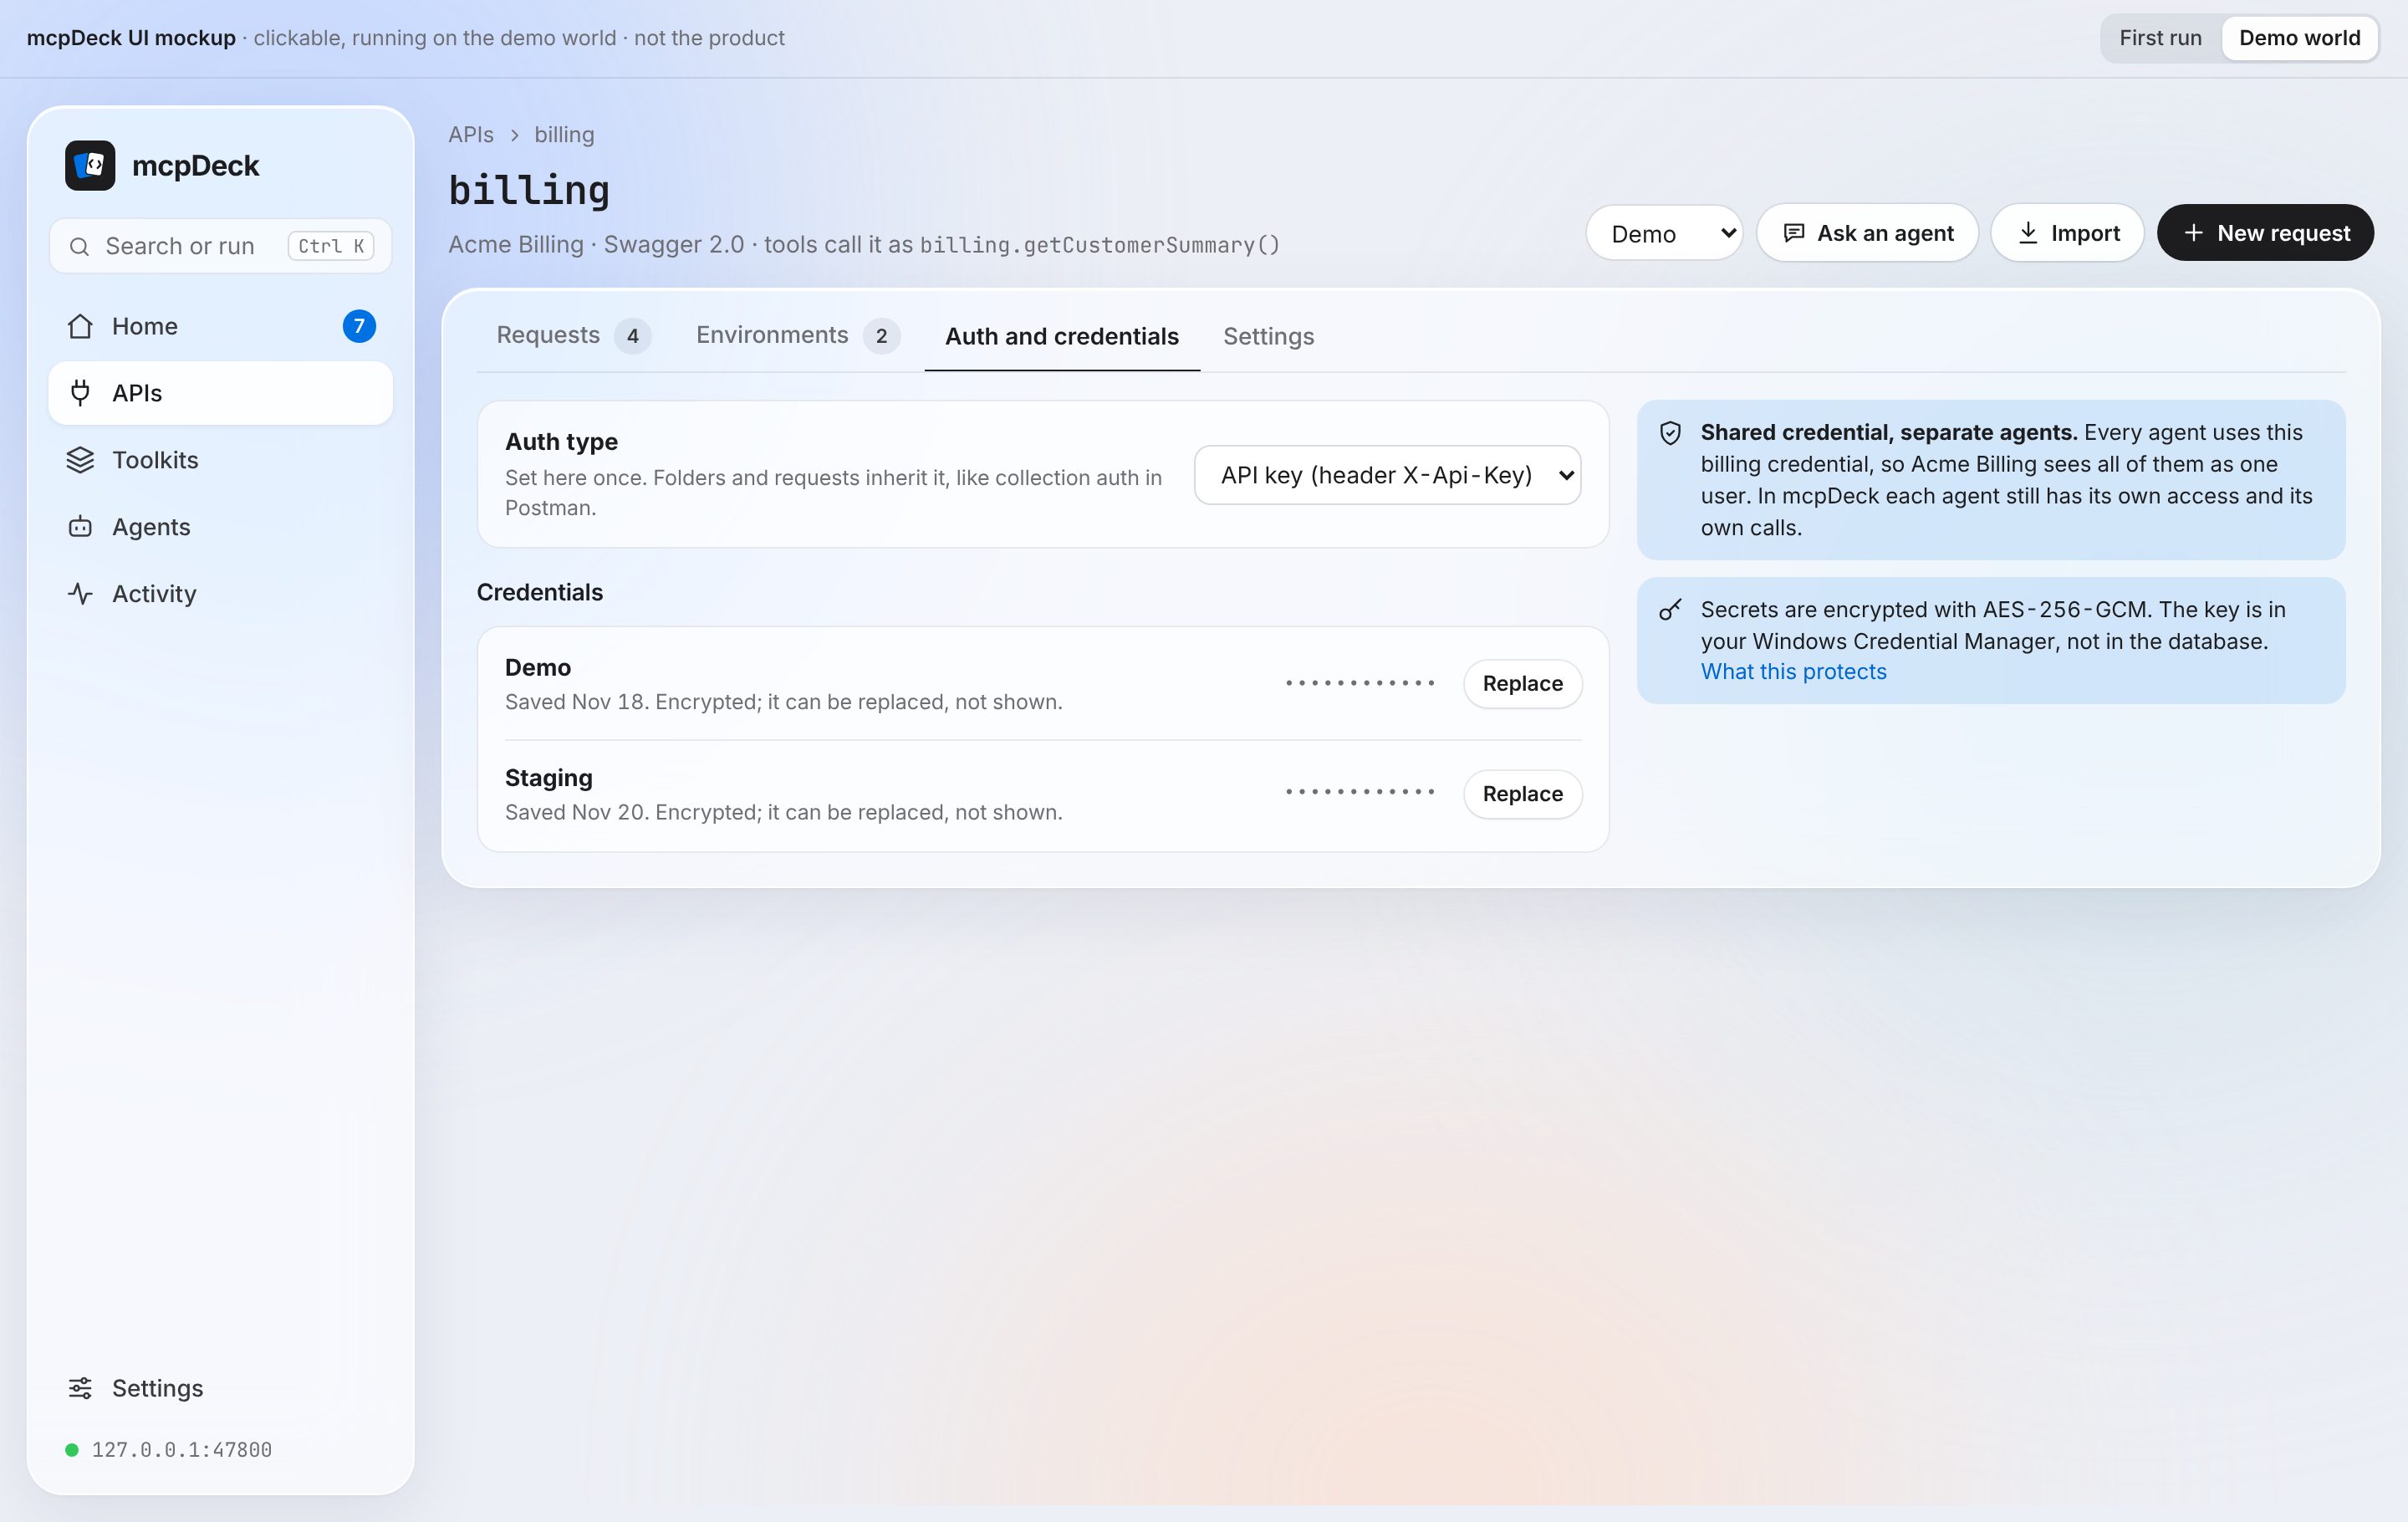 mcpDeck UI mockup · clickable, running on the demo world · not the product
First run
Demo world
mcpDeck
Search or run
Ctrl K
Home
7
APIs
Toolkits
Agents
Activity
Settings
127.0.0.1:47800
APIs > billing
billing
Acme Billing · Swagger 2.0 · tools call it as billing.getCustomerSummary()
Demo
Ask an agent
Import
New request
Requests 4
Environments 2
Auth and credentials
Settings
Auth type
Set here once. Folders and requests inherit it, like collection auth in
Postman.
API key (header X-Api-Key)
Credentials
Demo
Saved Nov 18. Encrypted; it can be replaced, not shown.
••••••••••••
Replace
Staging
Saved Nov 20. Encrypted; it can be replaced, not shown.
••••••••••••
Replace
Shared credential, separate agents. Every agent uses this
billing credential, so Acme Billing sees all of them as one
user. In mcpDeck each agent still has its own access and its
own calls.
Secrets are encrypted with AES-256-GCM. The key is in
your Windows Credential Manager, not in the database.
What this protects